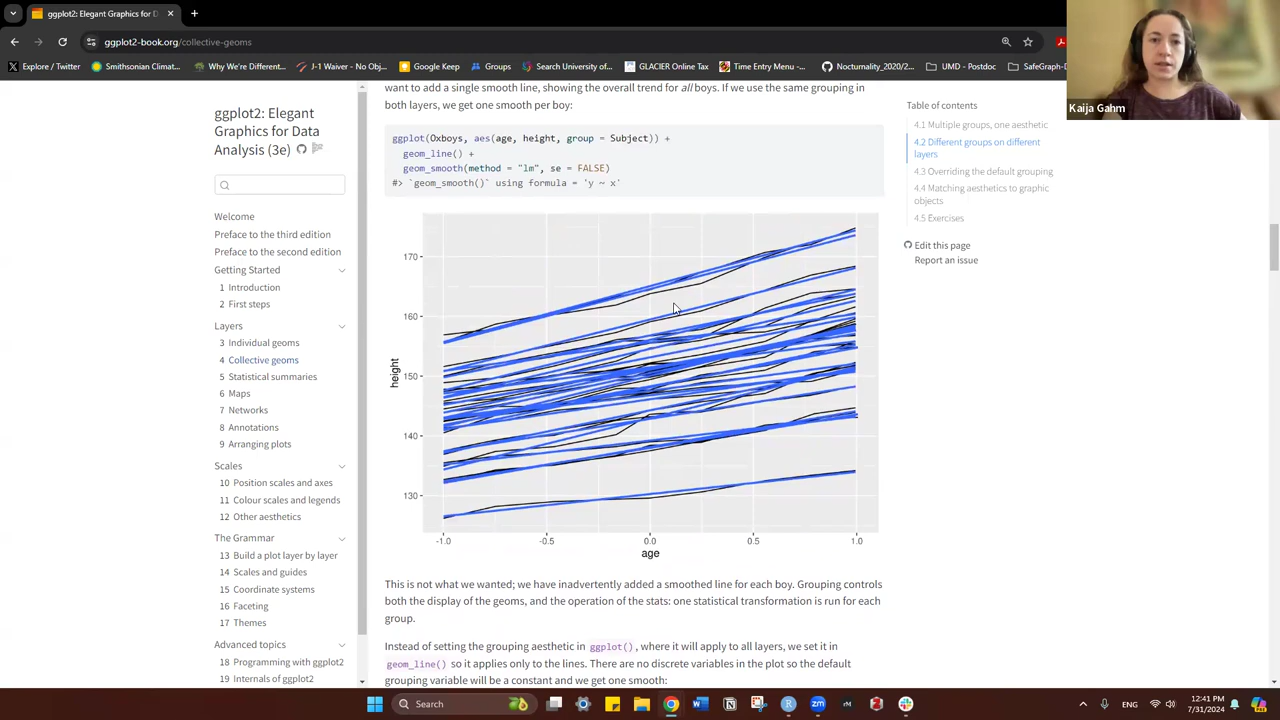 ggplot2: Elegant Graphics for D
ggplot2-book.org/collective-geoms
Explore / Twitter
Smithsonian Climat...
Why We're Different...
J-1 Waiver - No Obj...
Google Keep
Google Scholar
Search University of...
GLACIER Online Tax
Time Entry Menu -...
Nocturnality_2020/2...
UMD - Postdoc
SafeGraph-D
Kaija Gahm
ggplot2: Elegant
Graphics for Data
Analysis (3e)
Welcome
Preface to the third edition
Preface to the second edition
Getting Started
1 Introduction
2 First steps
Layers
3 Individual geoms
4 Collective geoms
5 Statistical summaries
6 Maps
7 Networks
8 Annotations
9 Arranging plots
Scales
10 Position scales and axes
11 Colour scales and legends
12 Other aesthetics
The Grammar
13 Build a plot layer by layer
14 Scales and guides
15 Coordinate systems
16 Faceting
17 Themes
Advanced topics
18 Programming with ggplot2
19 Internals of ggplot2
want to add a single smooth line, showing the overall trend for all boys. If we use the same grouping in
both layers, we get one smooth per boy:
ggplot(Oxboys, aes(age, height, group = Subject)) +
geom_line() +
geom_smooth(method = "lm", se = FALSE)
#> `geom_smooth()` using formula = 'y ~ x'
170
160
150
140
130
height
-1.0 -0.5 0.0 0.5 1.0
age
This is not what we wanted; we have inadvertently added a smoothed line for each boy. Grouping controls
both the display of the geoms, and the operation of the stats: one statistical transformation is run for each
group.
Instead of setting the grouping aesthetic in ggplot(), where it will apply to all layers, we set it in
geom_line() so it applies only to the lines. There are no discrete variables in the plot so the default
grouping variable will be a constant and we get one smooth:
Table of contents
4.1 Multiple groups, one aesthetic
4.2 Different groups on different
layers
4.3 Overriding the default grouping
4.4 Matching aesthetics to graphic
objects
4.5 Exercises
Edit this page
Report an issue
Search
ENG
12:41 PM
7/31/2024